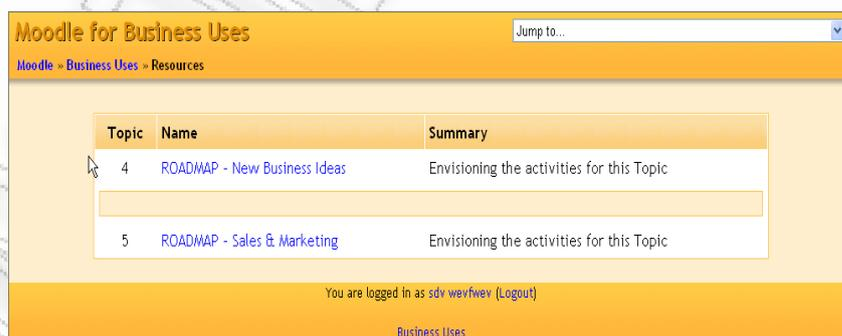 Moodle for Business Uses
Jump to...
Moodle » Business Uses » Resources
Topic Name Summary
4 ROADMAP - New Business Ideas Envisioning the activities for this Topic
5 ROADMAP - Sales & Marketing Envisioning the activities for this Topic
You are logged in as sdv wevfwev (Logout)
Business Uses